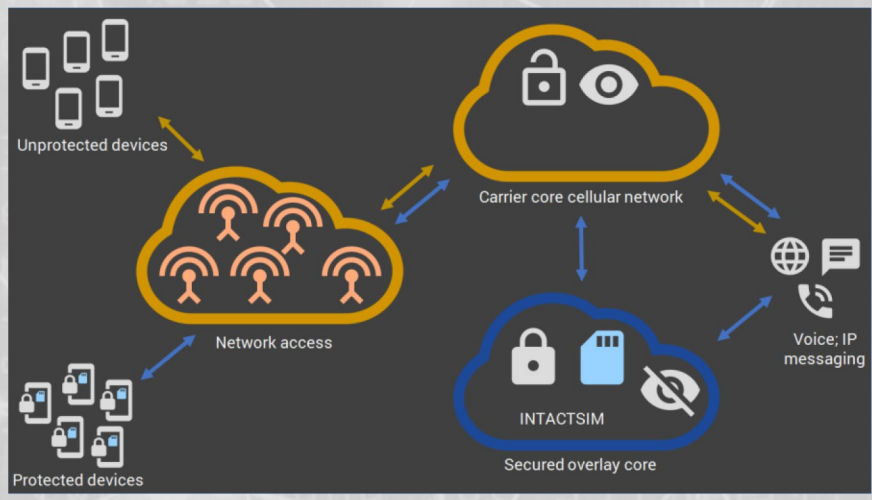 Unprotected devices
Carrier core cellular network
Network access
Voice; IP
messaging
INTACTSIM
Secured overlay core
Protected devices